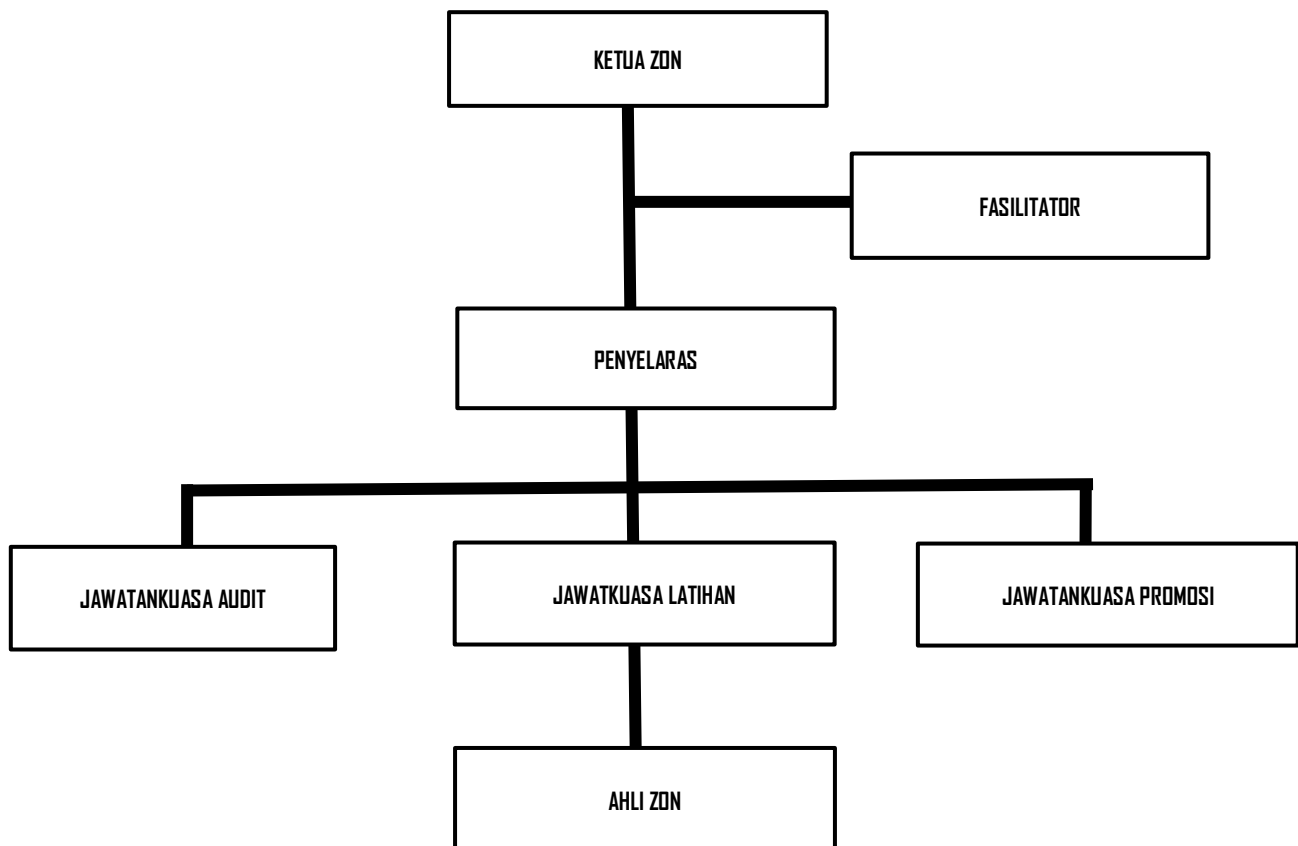 KETUA ZON
FASILITATOR
PENYELARAS
JAWATANKUASA AUDIT
JAWATKUASA LATIHAN
JAWATANKUASA PROMOSI
AHLI ZON